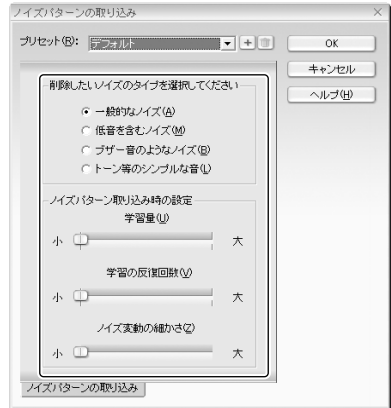 ノイズパターンの取り込み
プリセット(R): デフォルト
OK
キャンセル
ヘルプ(H)
削除したいノイズのタイプを選択してください
一般的なノイズ(A)
低音を含むノイズ(M)
ブザー音のようなノイズ(B)
トーン等のシンプルな音(L)
ノイズパターン取り込み時の設定
学習量(U)
小 大
学習の反復回数(V)
小 大
ノイズ変動の細かさ(Z)
小 大
ノイズパターンの取り込み